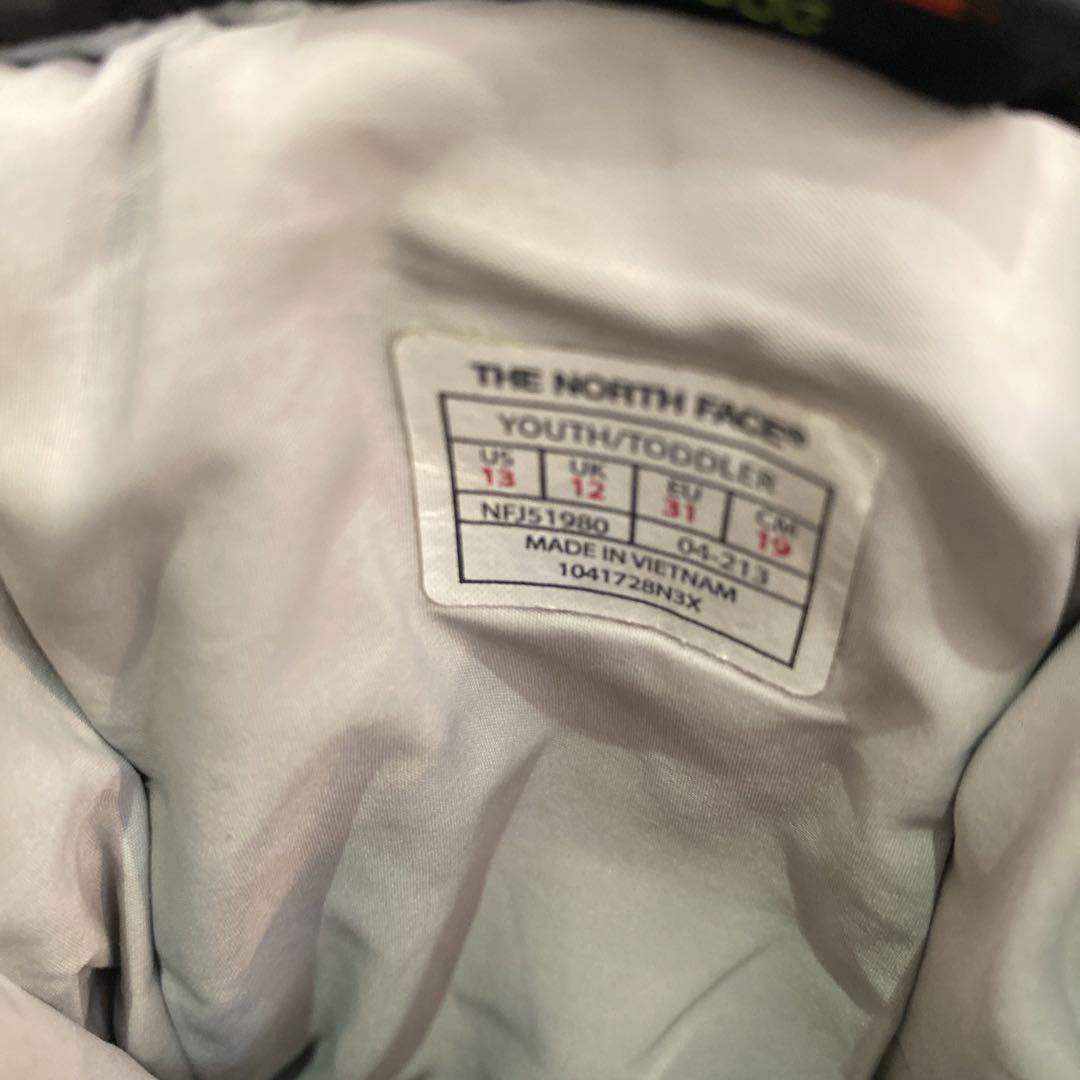 THE NORTH FACE®
YOUTH/TODDLER
US UK EU CM
13 12 31 19
NFJ51980 04-213
MADE IN VIETNAM
1041728N3X